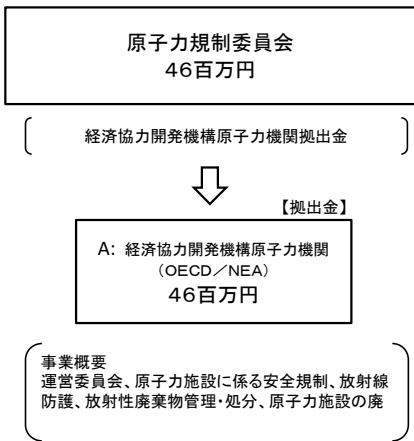 原子力規制委員会
46百万円
経済協力開発機構原子力機関拠出金
【拠出金】
A: 経済協力開発機構原子力機関
（OECD／NEA）
46百万円
事業概要
運営委員会、原子力施設に係る安全規制、放射線
防護、放射性廃棄物管理・処分、原子力施設の廃